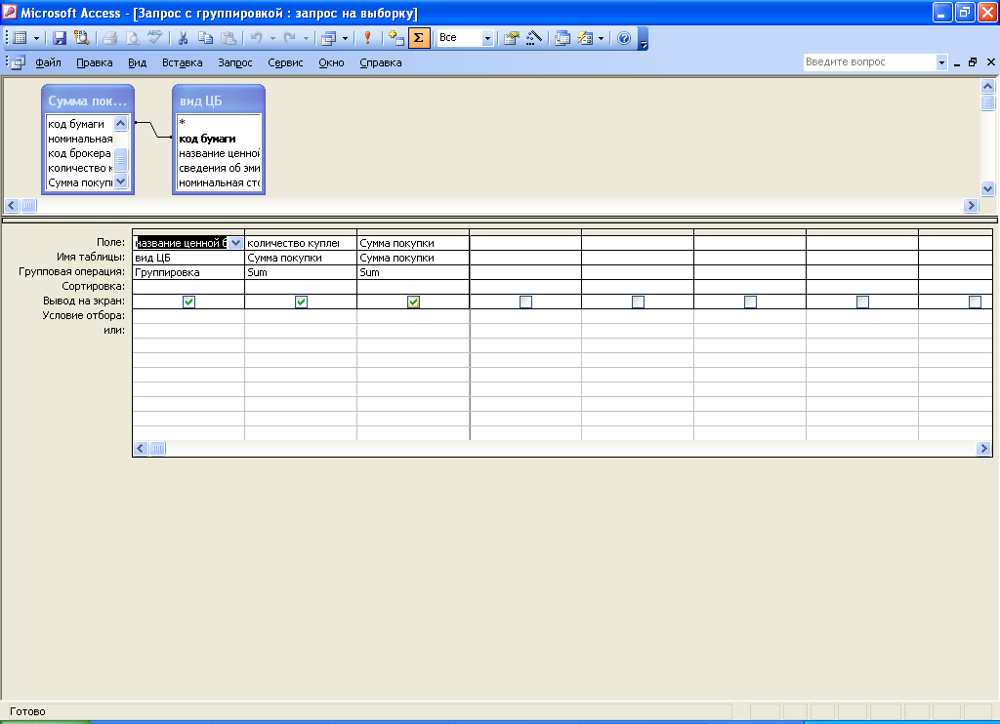 Microsoft Access - [Запрос с группировкой : запрос на выборку]
Все
Файл Правка Вид Вставка Запрос Сервис Окно Справка Введите вопрос
Сумма пок... вид ЦБ
код бумаги
номинальная
код брокера
количество к
Сумма покупк
*
код бумаги
название ценной
сведения об эми
номинальная сто
Поле: название ценной б количество куплен Сумма покупки
Имя таблицы: вид ЦБ Сумма покупки Сумма покупки
Групповая операция: Группировка Sum Sum
Сортировка:
Вывод на экран:
Условие отбора:
или:
Готово